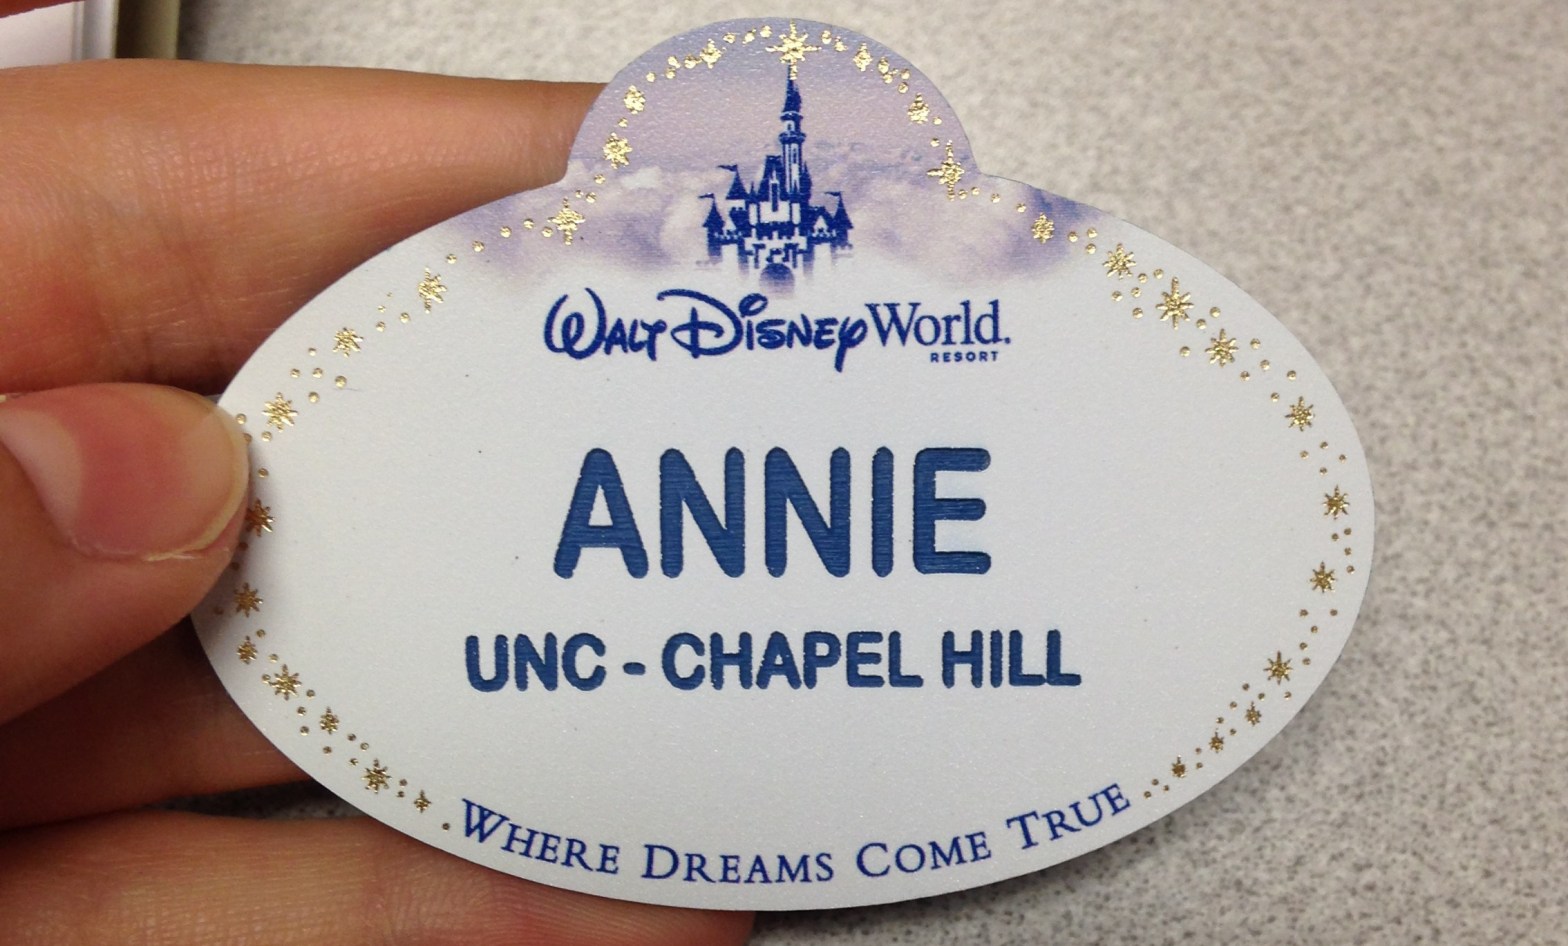 Walt Disney World.
RESORT
ANNIE
UNC - CHAPEL HILL
WHERE DREAMS COME TRUE